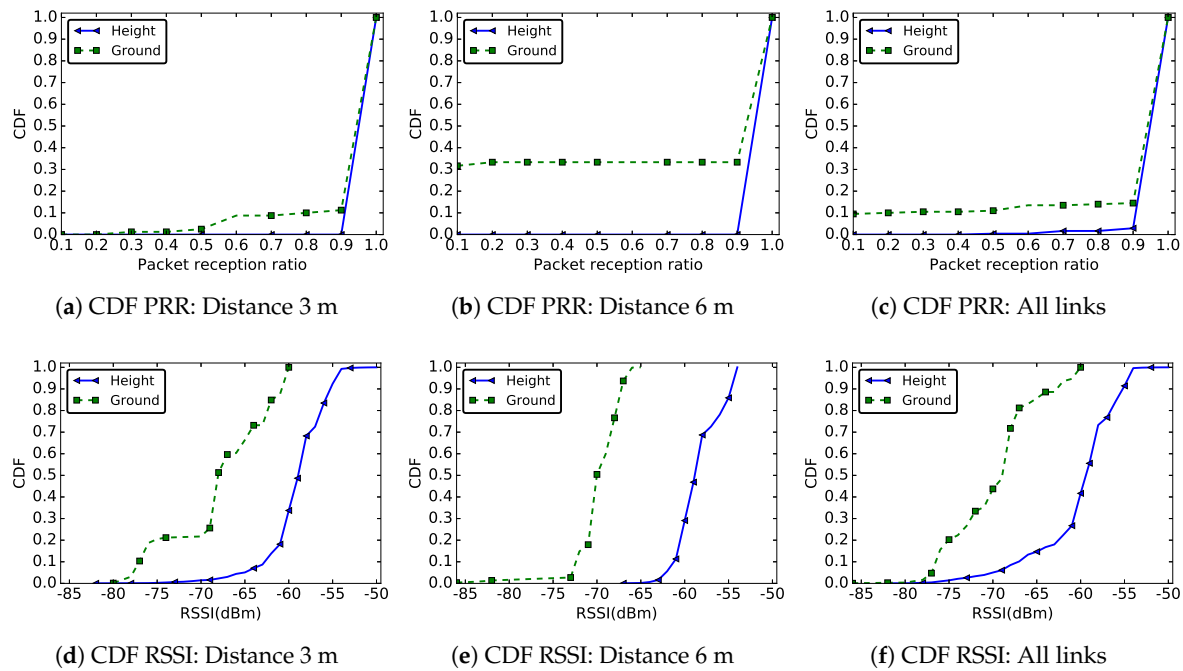 1.0
0.9
0.8
0.7
0.6
0.5
0.4
0.3
0.2
0.1
0.0
CDF
Height
Ground
0.1 0.2 0.3 0.4 0.5 0.6 0.7 0.8 0.9 1.0
Packet reception ratio
(a) CDF PRR: Distance 3 m
1.0
0.9
0.8
0.7
0.6
0.5
0.4
0.3
0.2
0.1
0.0
CDF
Height
Ground
0.1 0.2 0.3 0.4 0.5 0.6 0.7 0.8 0.9 1.0
Packet reception ratio
(b) CDF PRR: Distance 6 m
1.0
0.9
0.8
0.7
0.6
0.5
0.4
0.3
0.2
0.1
0.0
CDF
Height
Ground
0.1 0.2 0.3 0.4 0.5 0.6 0.7 0.8 0.9 1.0
Packet reception ratio
(c) CDF PRR: All links
1.0
0.9
0.8
0.7
0.6
0.5
0.4
0.3
0.2
0.1
0.0
CDF
Height
Ground
-85 -80 -75 -70 -65 -60 -55 -50
RSSI(dBm)
(d) CDF RSSI: Distance 3 m
1.0
0.9
0.8
0.7
0.6
0.5
0.4
0.3
0.2
0.1
0.0
CDF
Height
Ground
-85 -80 -75 -70 -65 -60 -55 -50
RSSI(dBm)
(e) CDF RSSI: Distance 6 m
1.0
0.9
0.8
0.7
0.6
0.5
0.4
0.3
0.2
0.1
0.0
CDF
Height
Ground
-85 -80 -75 -70 -65 -60 -55 -50
RSSI(dBm)
(f) CDF RSSI: All links